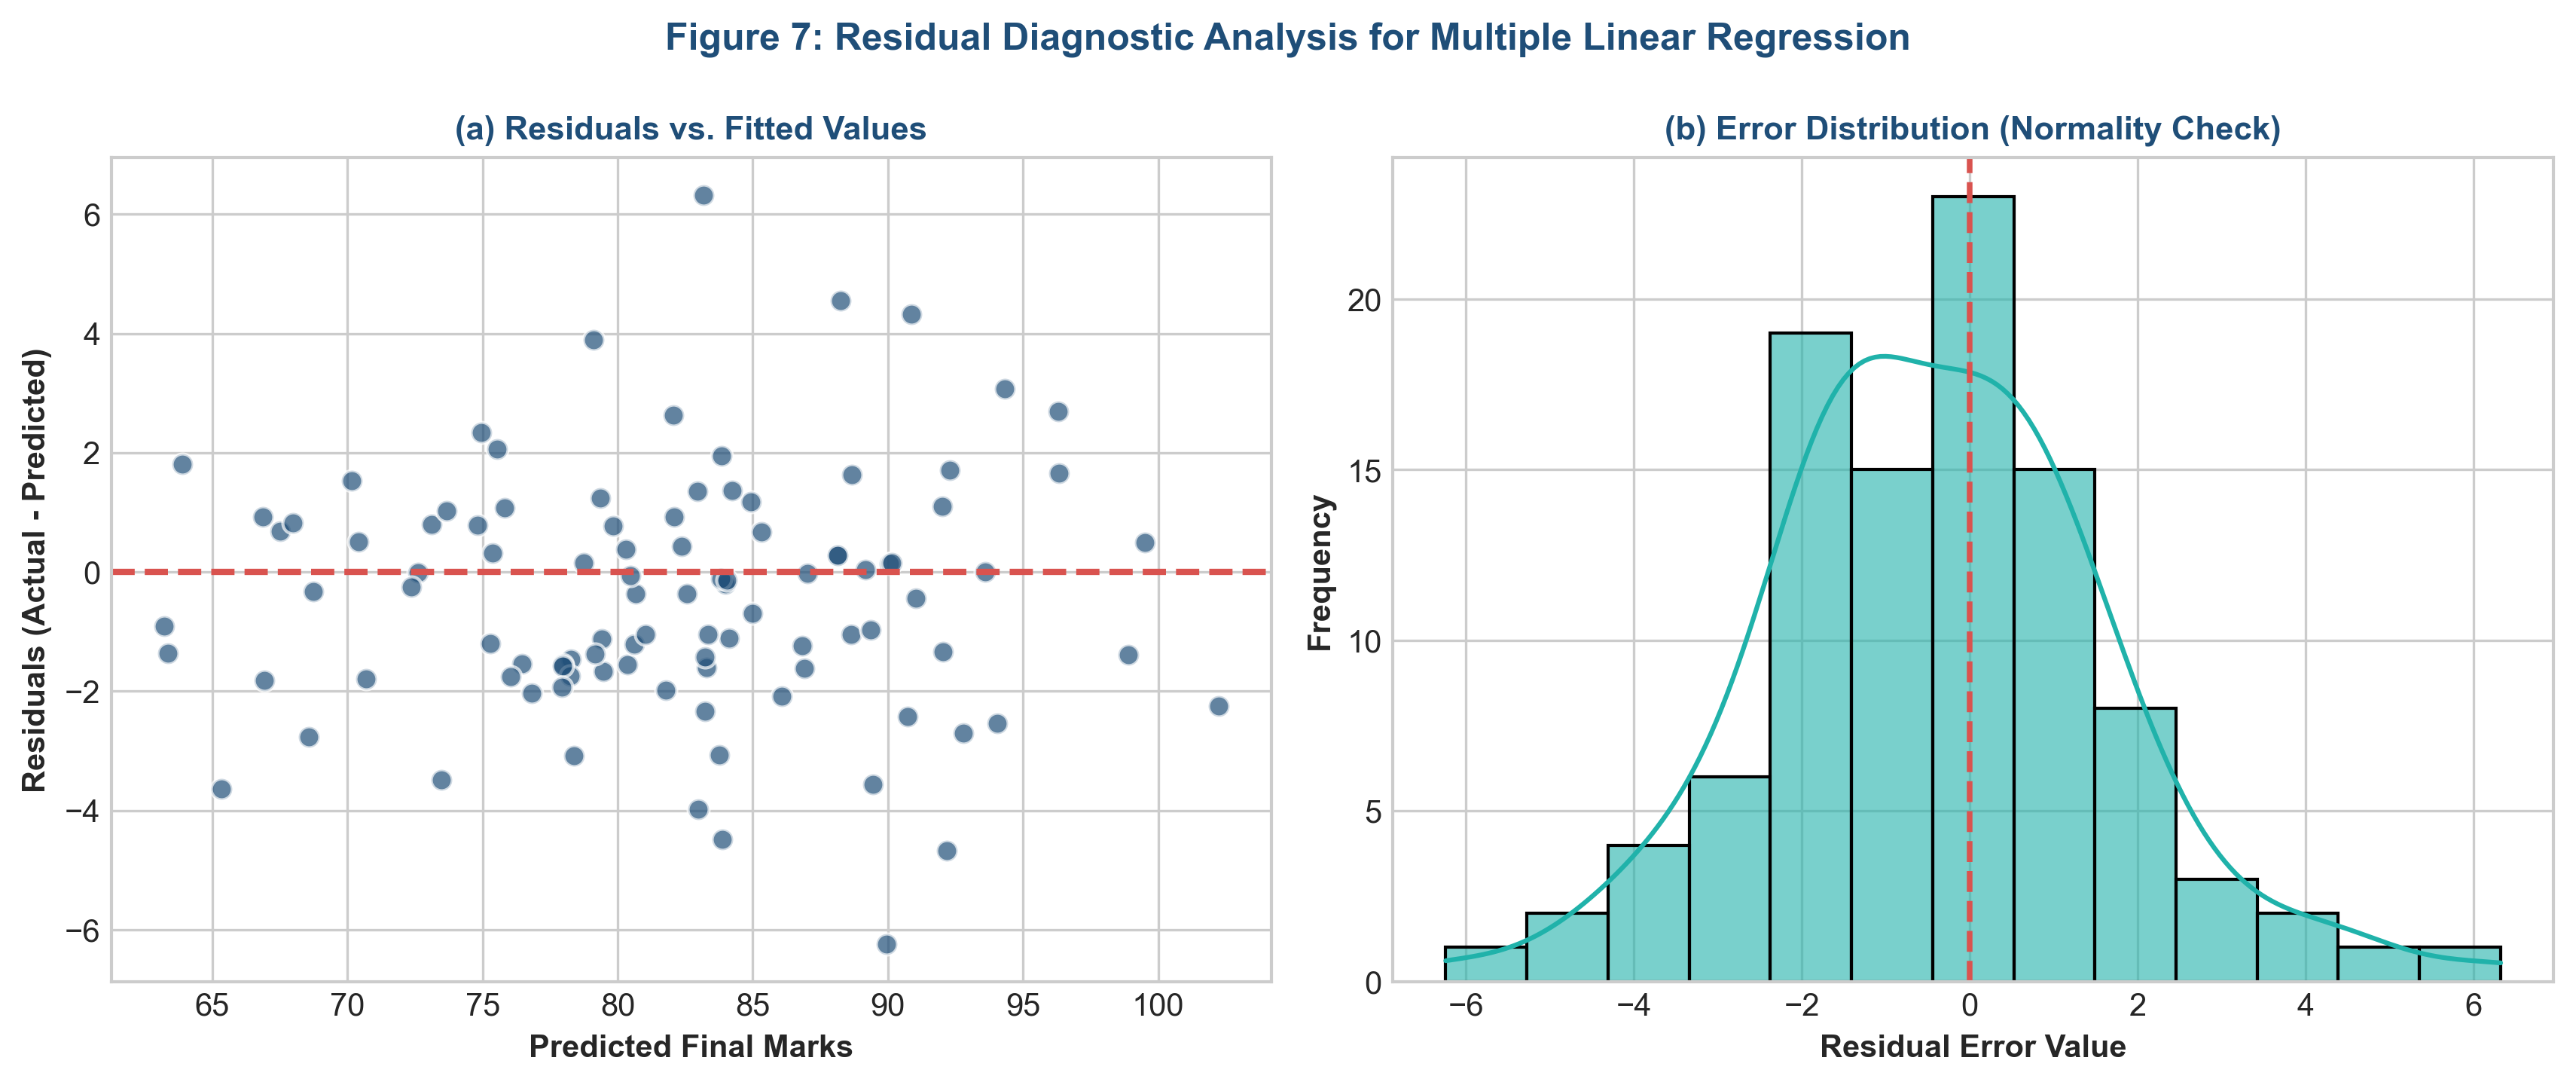 Figure 7: Residual Diagnostic Analysis for Multiple Linear Regression
(a) Residuals vs. Fitted Values
Residuals (Actual - Predicted)
6
4
2
0
−2
−4
−6
65 70 75 80 85 90 95 100
Predicted Final Marks
(b) Error Distribution (Normality Check)
Frequency
20
15
10
5
0
−6 −4 −2 0 2 4 6
Residual Error Value